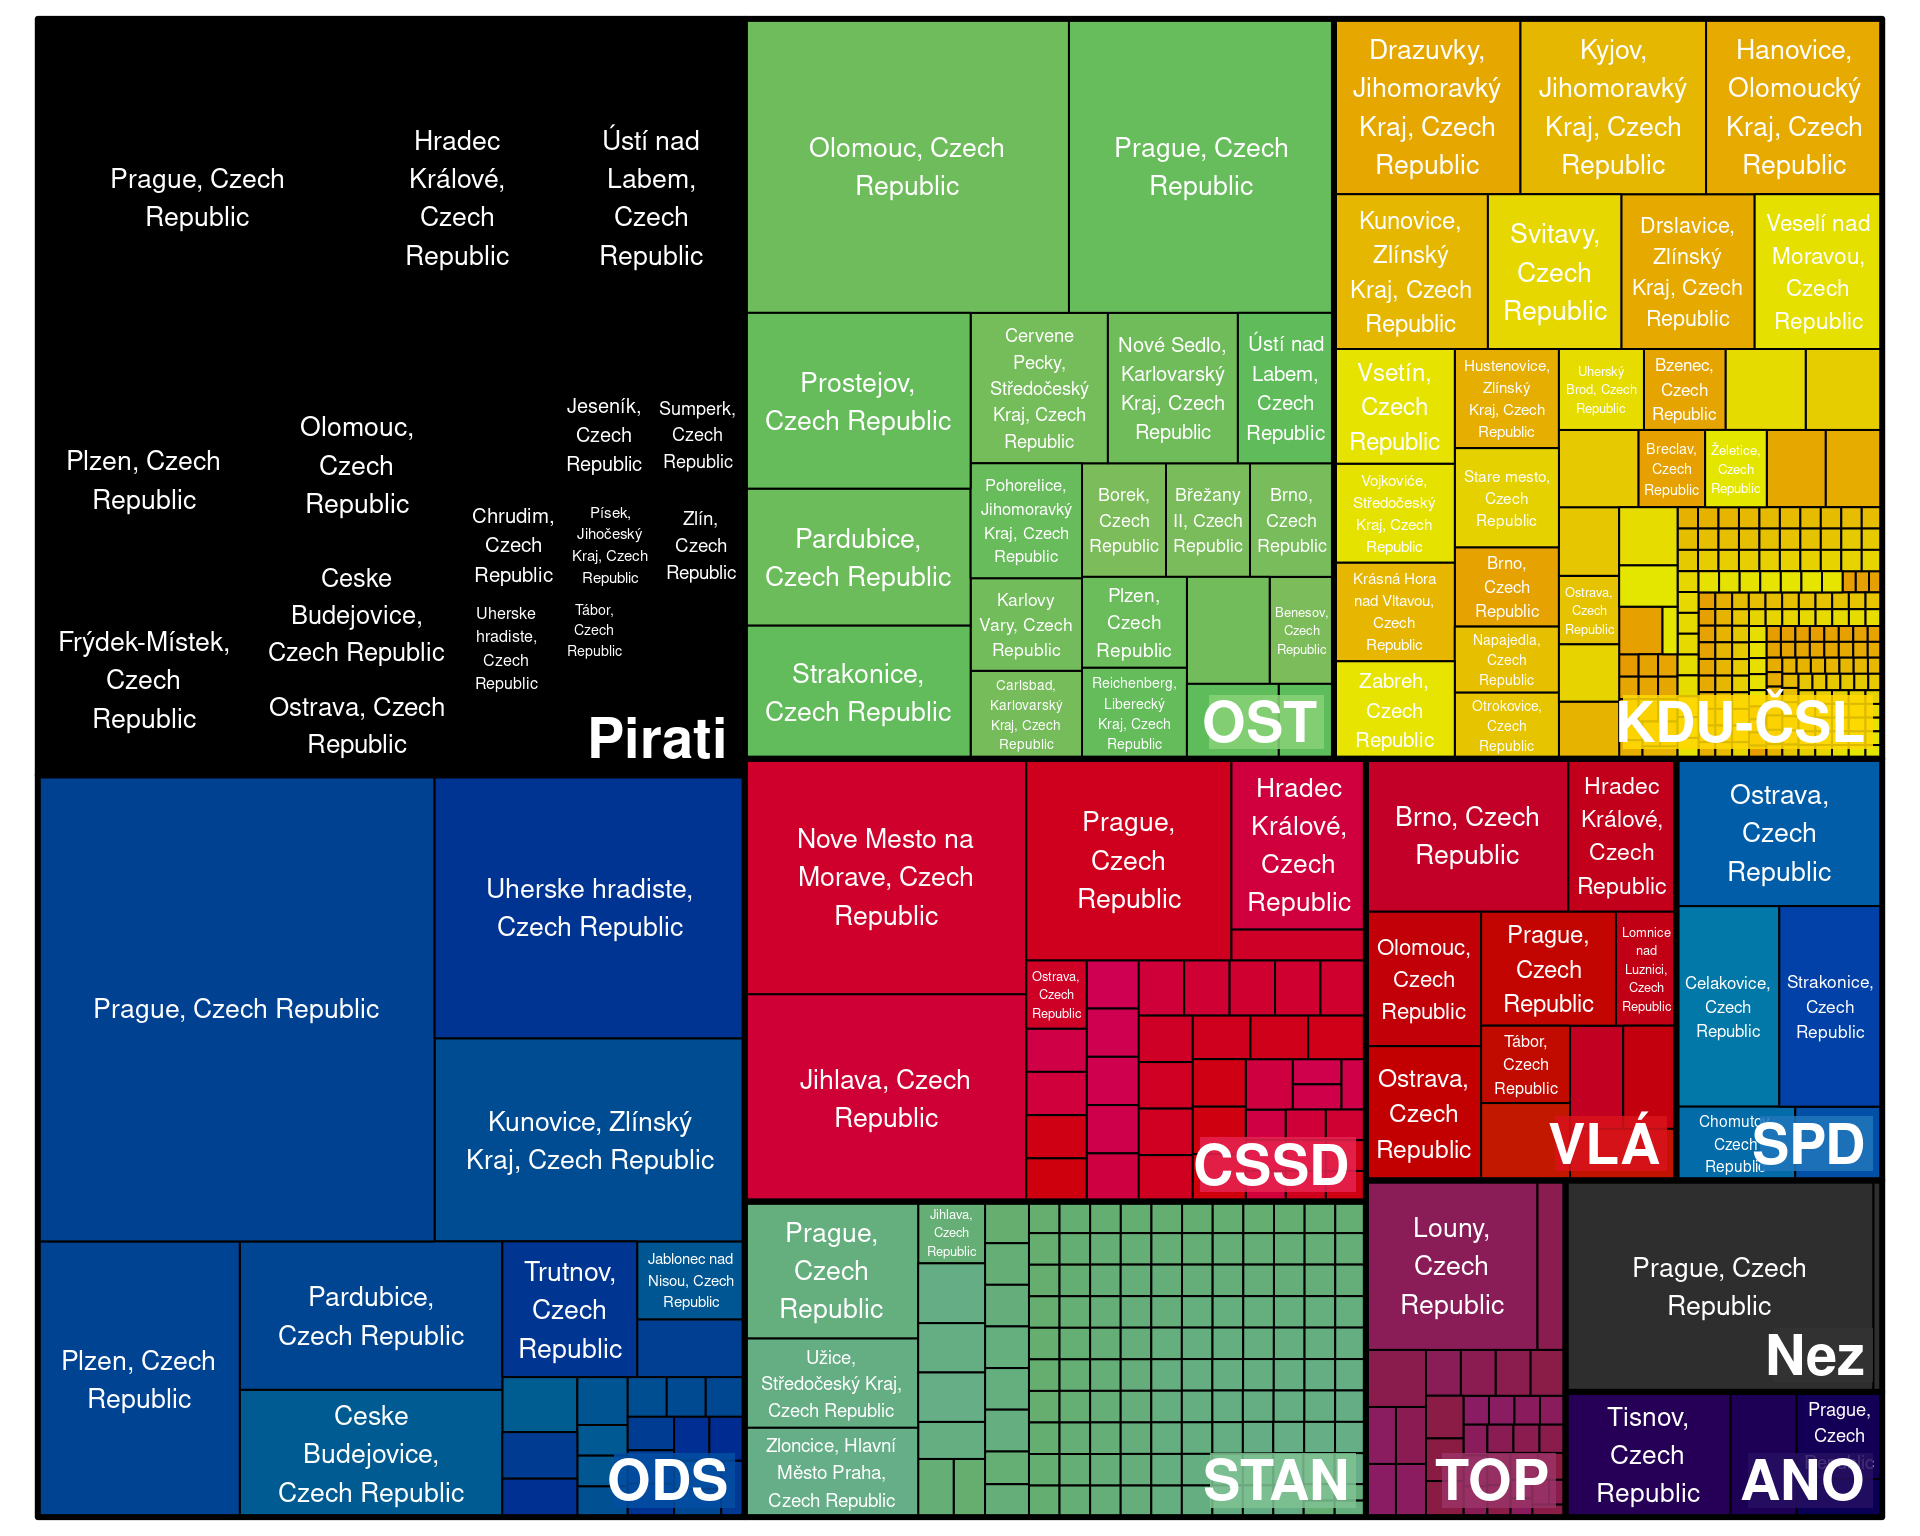 Prague, Czech
Republic
Hradec
Králové,
Czech
Republic
Ústí nad
Labem,
Czech
Republic
Plzen, Czech
Republic
Olomouc,
Czech
Republic
Jeseník,
Czech
Republic
Sumperk,
Czech
Republic
Chrudim,
Czech
Republic
Písek,
Jihočeský
Kraj, Czech
Republic
Zlín,
Czech
Republic
Frýdek-Místek,
Czech
Republic
Ceske
Budejovice,
Czech Republic
Uherske
hradiste,
Czech
Republic
Tábor,
Czech
Republic
Ostrava, Czech
Republic
Pirati
Olomouc, Czech
Republic
Prague, Czech
Republic
Prostejov,
Czech Republic
Cervene
Pecky,
Středočeský
Kraj, Czech
Republic
Nové Sedlo,
Karlovarský
Kraj, Czech
Republic
Ústí nad
Labem,
Czech
Republic
Pardubice,
Czech Republic
Pohorelice,
Jihomoravký
Kraj, Czech
Republic
Borek,
Czech
Republic
Břežany
II, Czech
Republic
Brno,
Czech
Republic
Strakonice,
Czech Republic
Karlovy
Vary, Czech
Republic
Plzen,
Czech
Republic
Benesov,
Czech
Republic
Carlsbad,
Karlovarský
Kraj, Czech
Republic
Reichenberg,
Liberecký
Kraj, Czech
Republic
OST
Drazuvky,
Jihomoravký
Kraj, Czech
Republic
Kyjov,
Jihomoravký
Kraj, Czech
Republic
Hanovice,
Olomoucký
Kraj, Czech
Republic
Kunovice,
Zlínský
Kraj, Czech
Republic
Svitavy,
Czech
Republic
Drslavice,
Zlínský
Kraj, Czech
Republic
Veselí nad
Moravou,
Czech
Republic
Vsetín,
Czech
Republic
Hustenovice,
Zlínský
Kraj, Czech
Republic
Uherský
Brod, Czech
Republic
Bzenec,
Czech
Republic
Vojkoviće,
Středočeský
Kraj, Czech
Republic
Stare mesto,
Czech
Republic
Breclav,
Czech
Republic
Želetice,
Czech
Republic
Krásná Hora
nad Vltavou,
Czech
Republic
Brno,
Czech
Republic
Ostrava,
Czech
Republic
Napajedla,
Czech
Republic
Zabreh,
Czech
Republic
Otrokovice,
Czech
Republic
KDU-ČSL
Prague, Czech Republic
Uherske hradiste,
Czech Republic
Kunovice, Zlínský
Kraj, Czech Republic
Plzen, Czech
Republic
Pardubice,
Czech Republic
Trutnov,
Czech
Republic
Jablonec nad
Nisou, Czech
Republic
Ceske
Budejovice,
Czech Republic
ODS
Nove Mesto na
Morave, Czech
Republic
Prague,
Czech
Republic
Hradec
Králové,
Czech
Republic
Jihlava, Czech
Republic
Ostrava,
Czech
Republic
CSSD
Brno, Czech
Republic
Hradec
Králové,
Czech
Republic
Olomouc,
Czech
Republic
Prague,
Czech
Republic
Lomnice
nad
Luznici,
Czech
Republic
Ostrava,
Czech
Republic
Tábor,
Czech
Republic
VLÁ
Ostrava,
Czech
Republic
Celakovice,
Czech
Republic
Strakonice,
Czech
Republic
Czech
SPD
Prague,
Czech
Republic
Jihlava,
Czech
Republic
Užice,
Středočeský Kraj,
Czech Republic
Zloncice, Hlavní
Město Praha,
Czech Republic
STAN
Louny,
Czech
Republic
TOP
Prague, Czech
Republic
Nez
Tisnov,
Czech
Republic
Prague,
Czech
ANO